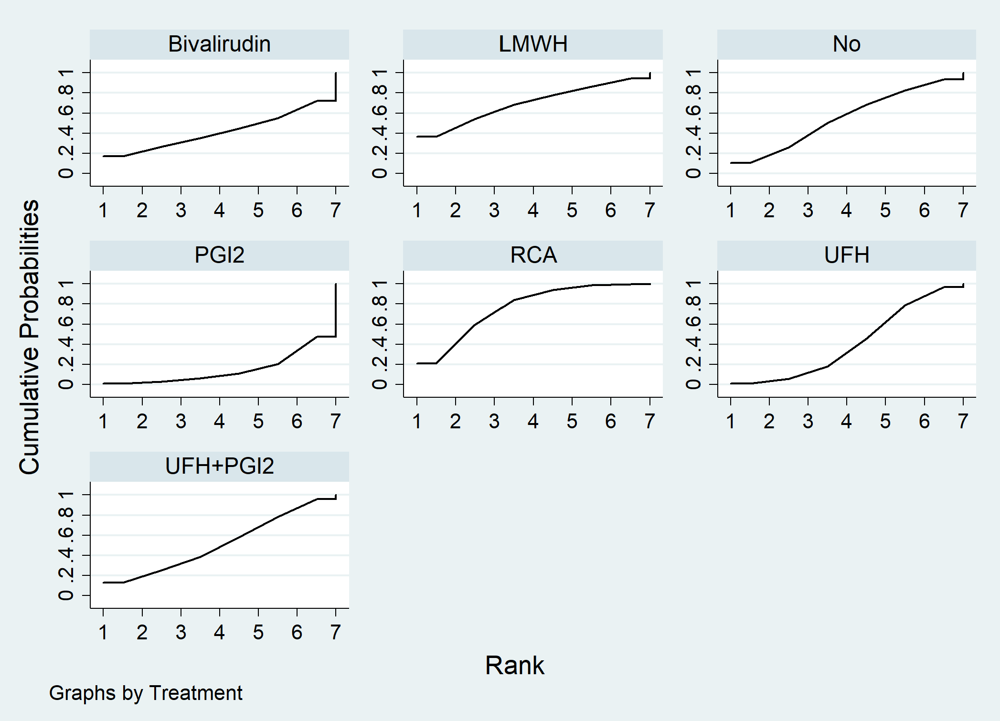 Bivalirudin
LMWH
No
0 .2 .4 .6 .8 1
0 .2 .4 .6 .8 1
0 .2 .4 .6 .8 1
1 2 3 4 5 6 7
1 2 3 4 5 6 7
1 2 3 4 5 6 7
PGI2
RCA
UFH
0 .2 .4 .6 .8 1
0 .2 .4 .6 .8 1
0 .2 .4 .6 .8 1
1 2 3 4 5 6 7
1 2 3 4 5 6 7
1 2 3 4 5 6 7
UFH+PGI2
0 .2 .4 .6 .8 1
1 2 3 4 5 6 7
Cumulative Probabilities
Rank
Graphs by Treatment